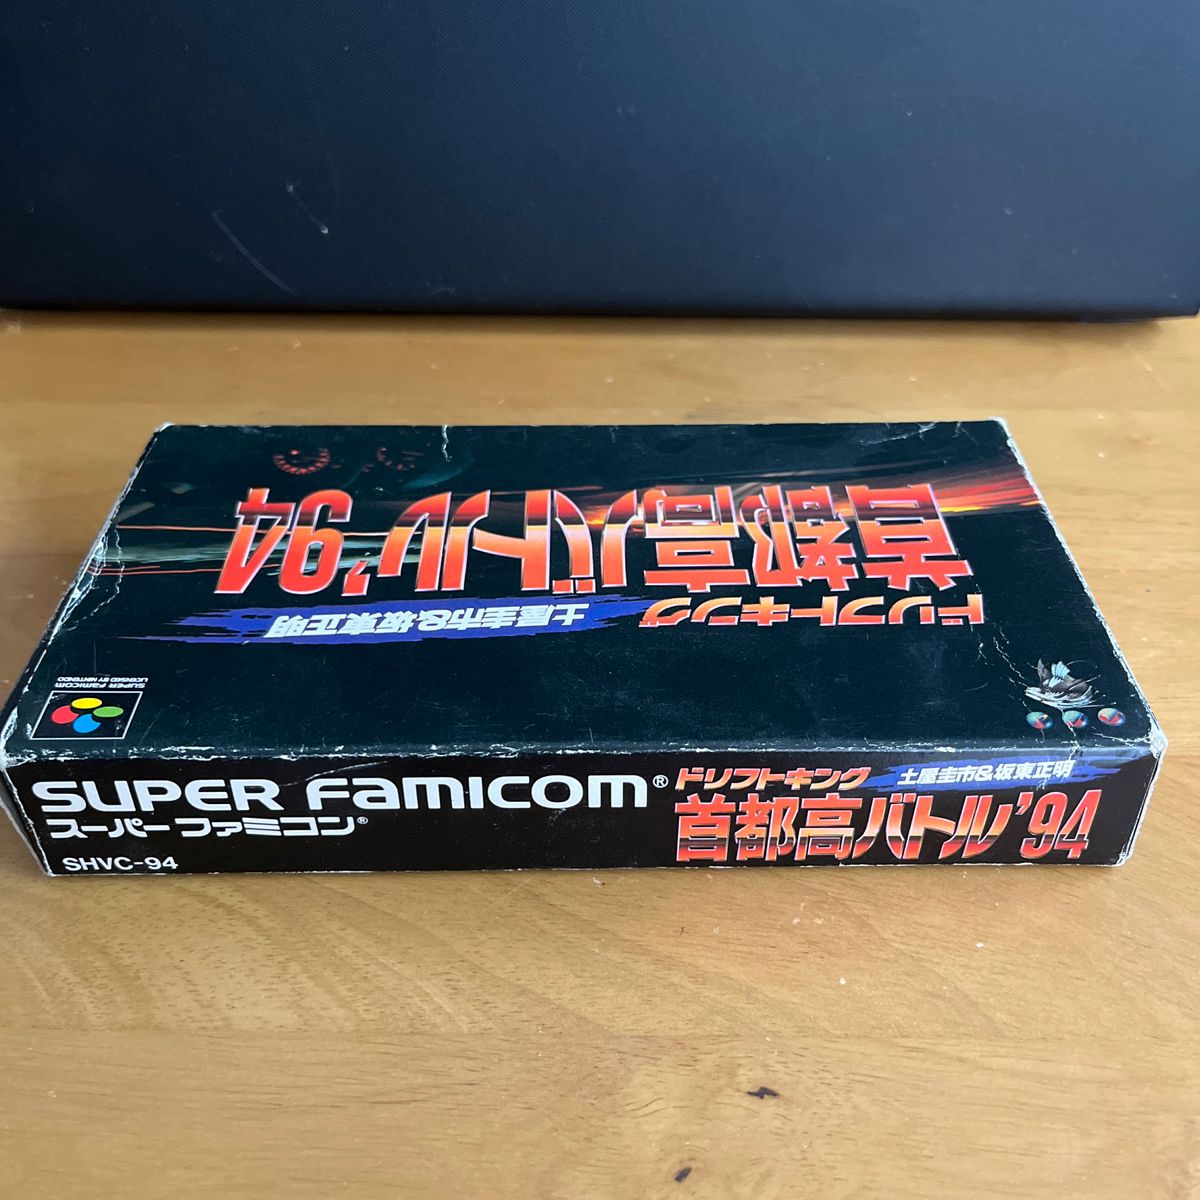 首都高バトル'94
ドリフトキング
土屋圭市&坂東正明
SUPER FAMICOM
LICENSED BY NINTENDO
SUPER FAMICOM®
スーパーファミコン®
SHVC-94
ドリフトキング
土屋圭市&坂東正明
首都高バトル'94